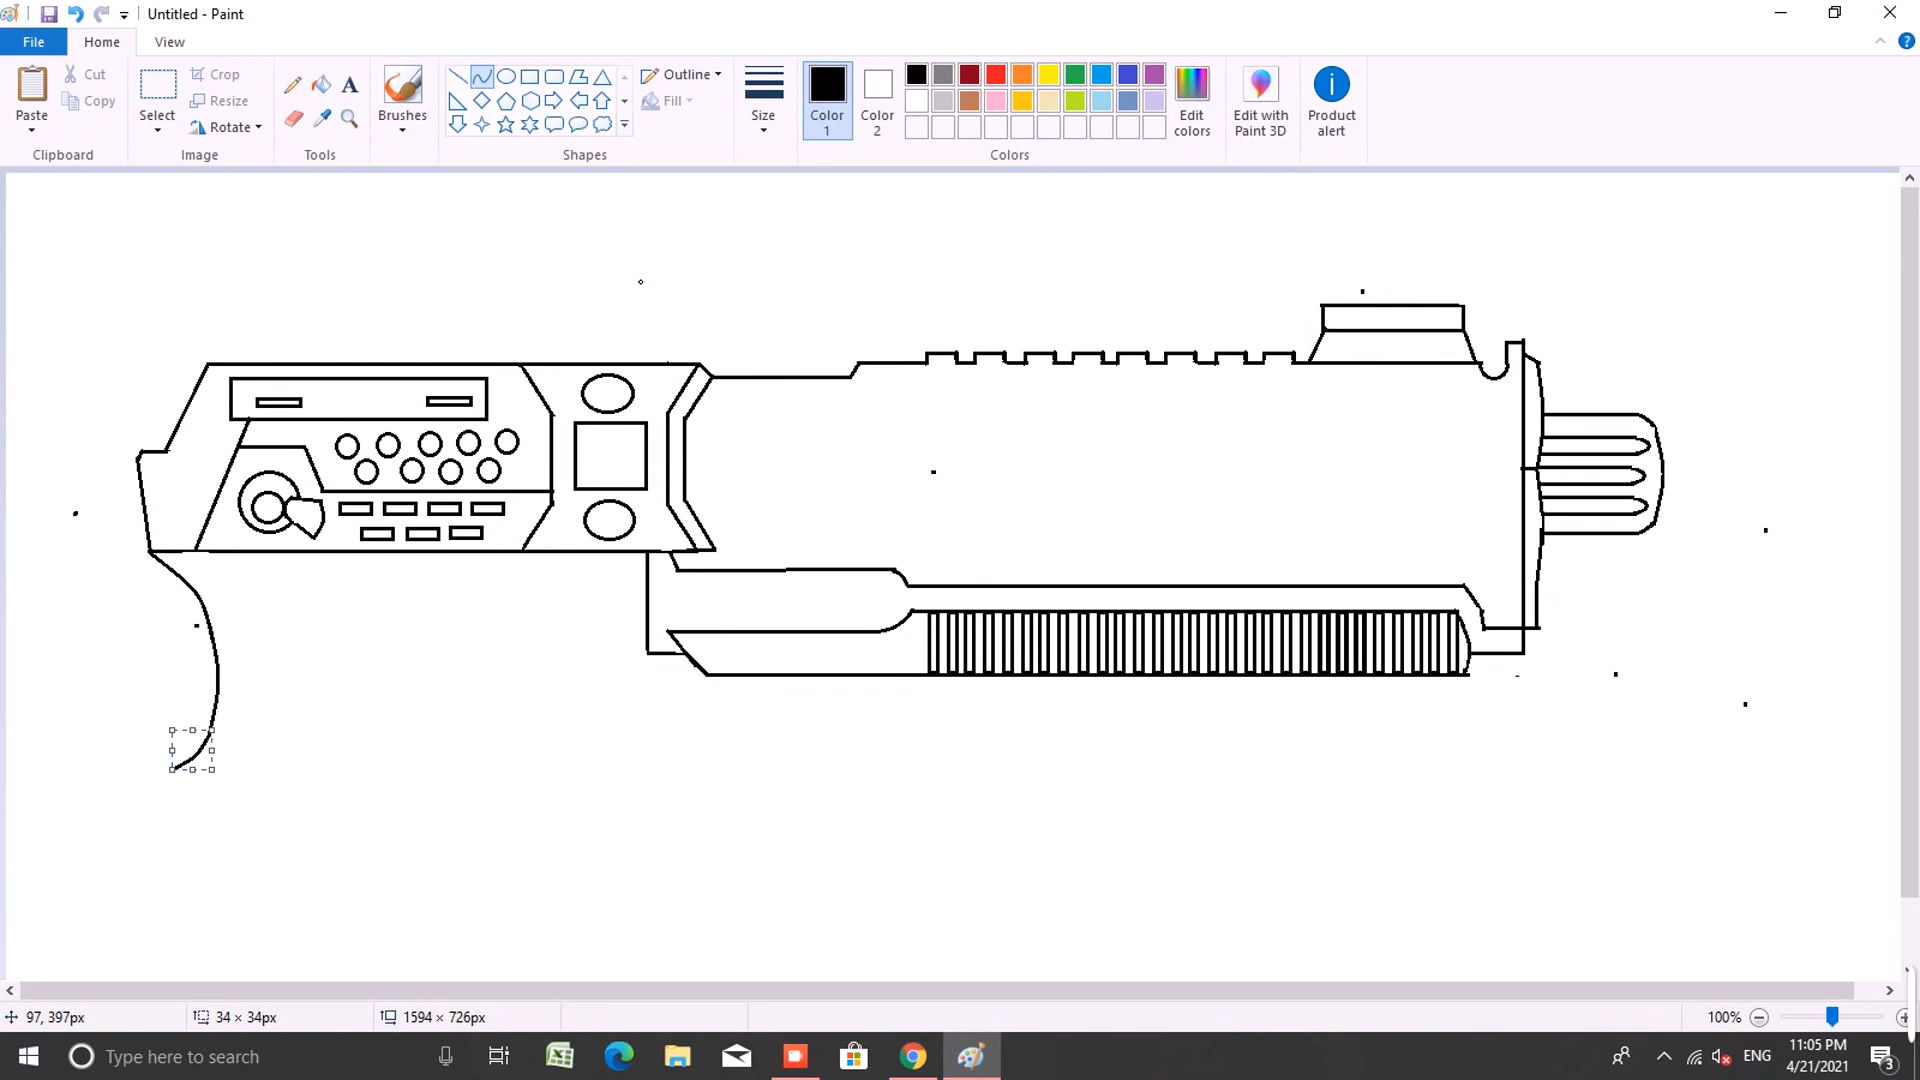 Untitled - Paint
File
Home
View
Paste
Cut
Copy
Clipboard
Select
Crop
Resize
Rotate
Image
A
Tools
Brushes
Outline
Fill
Shapes
Size
Color 1
Color 2
Edit colors
Colors
Edit with Paint 3D
Product alert
97, 397px
34 × 34px
1594 × 726px
100%
Type here to search
ENG
11:05 PM
4/21/2021
3